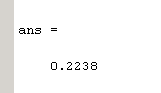 ans =
0.2238